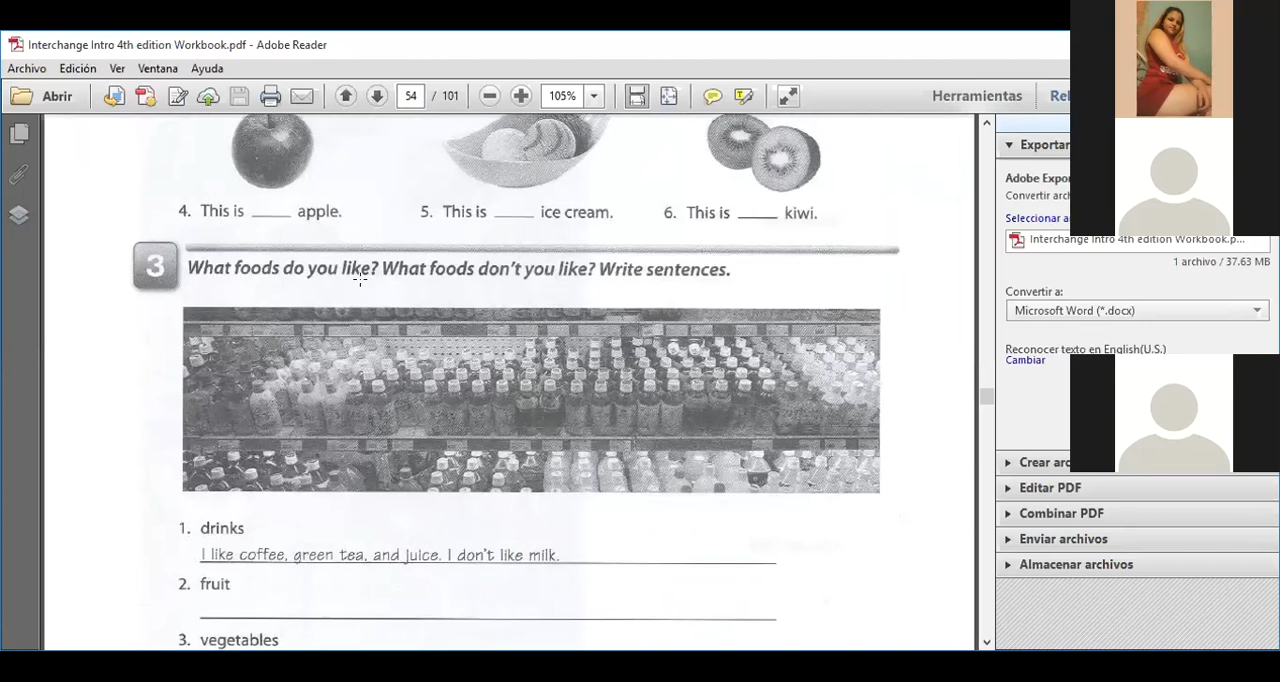 Interchange Intro 4th edition Workbook.pdf - Adobe Reader
Archivo Edición Ver Ventana Ayuda
Abrir 54 / 101 105% Herramientas
4. This is ____ apple. 5. This is ____ ice cream. 6. This is ____ kiwi.
3 What foods do you like? What foods don't you like? Write sentences.
1. drinks
I like coffee, green tea, and juice. I don't like milk.
2. fruit
3. vegetables
Exportar
Adobe Expor
Convertir arch
Seleccionar a
Interchange Intro 4th edition Workbook.p...
1 archivo / 37.63 MB
Convertir a:
Microsoft Word (*.docx)
Reconocer texto en English(U.S.)
Cambiar
Crear arc
Editar PDF
Combinar PDF
Enviar archivos
Almacenar archivos